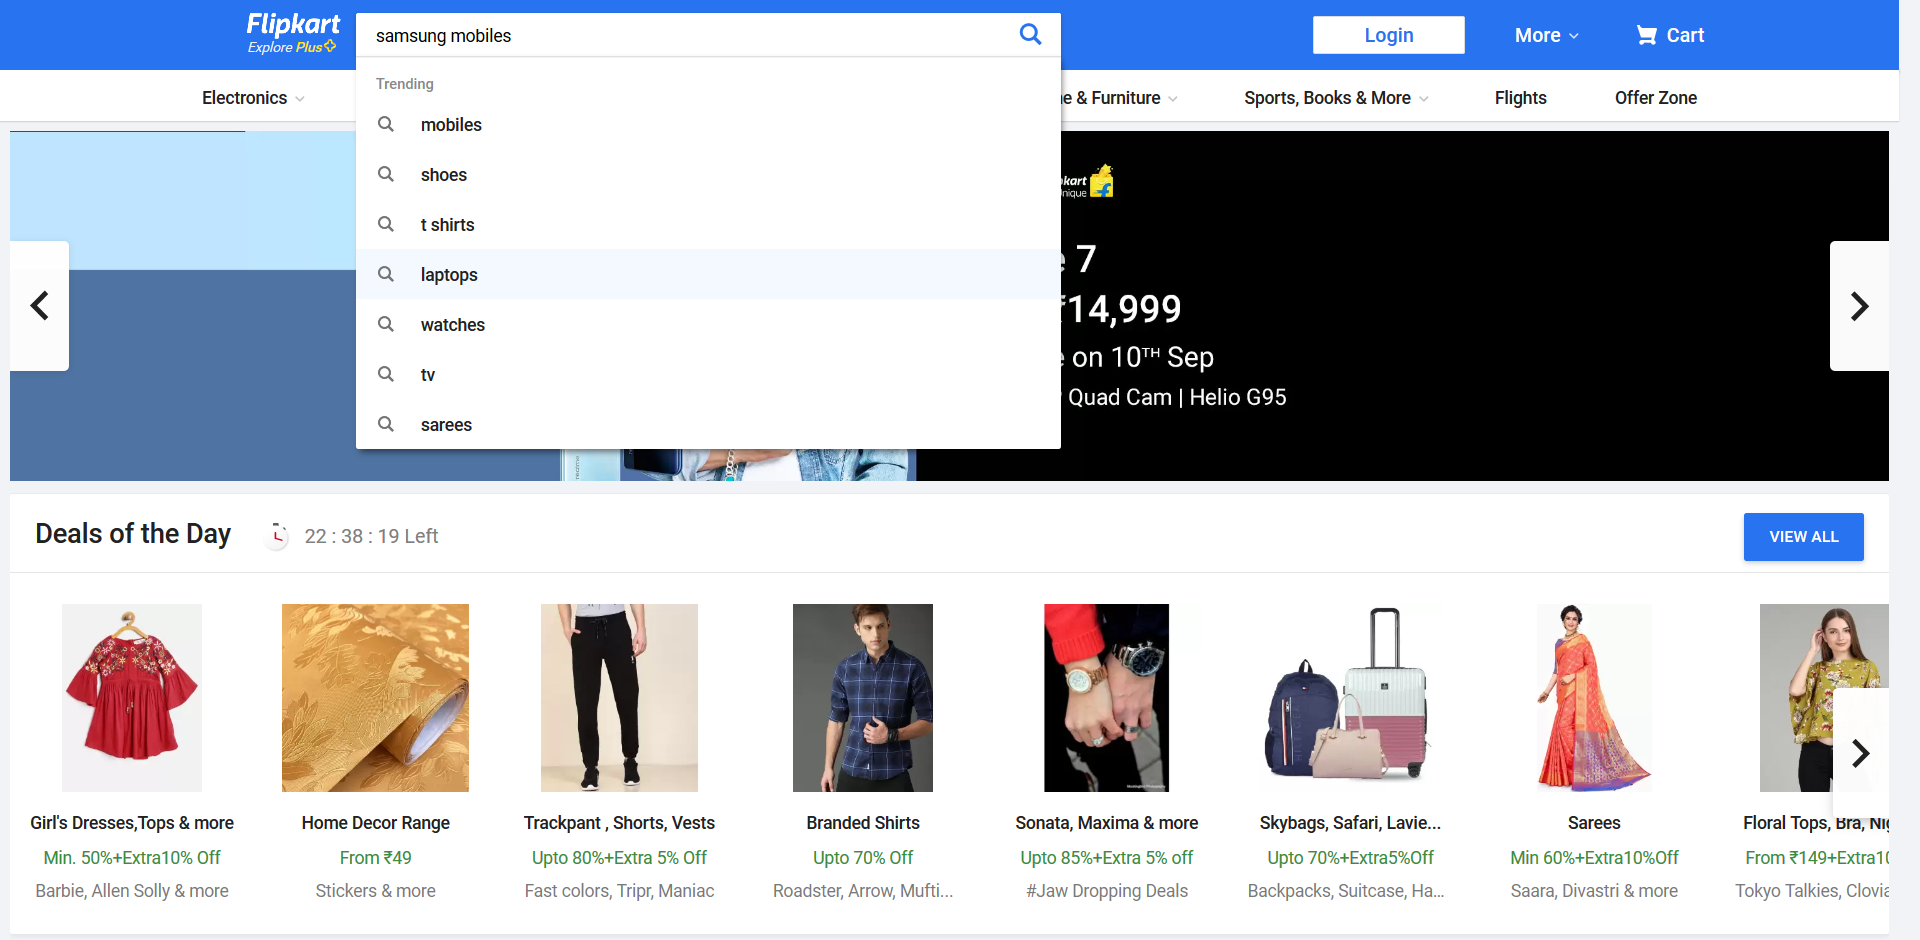 Flipkart
Explore Plus
samsung mobiles
Login
More
Cart
Electronics
Trending
e & Furniture
Sports, Books & More
Flights
Offer Zone
mobiles
shoes
t shirts
laptops
watches
tv
sarees
kart
nique
e 7
₹14,999
e on 10TH Sep
Quad Cam | Helio G95
realme
Deals of the Day
22 : 38 : 19 Left
VIEW ALL
Girl's Dresses,Tops & more
Min. 50%+Extra10% Off
Barbie, Allen Solly & more
Home Decor Range
From ₹49
Stickers & more
Trackpant , Shorts, Vests
Upto 80%+Extra 5% Off
Fast colors, Tripr, Maniac
Branded Shirts
Upto 70% Off
Roadster, Arrow, Mufti...
Sonata, Maxima & more
Upto 85%+Extra 5% off
#Jaw Dropping Deals
Skybags, Safari, Lavie...
Upto 70%+Extra5%Off
Backpacks, Suitcase, Ha...
Sarees
Min 60%+Extra10%Off
Saara, Divastri & more
Floral Tops, Bra, Nig
From ₹149+Extra10
Tokyo Talkies, Clovia